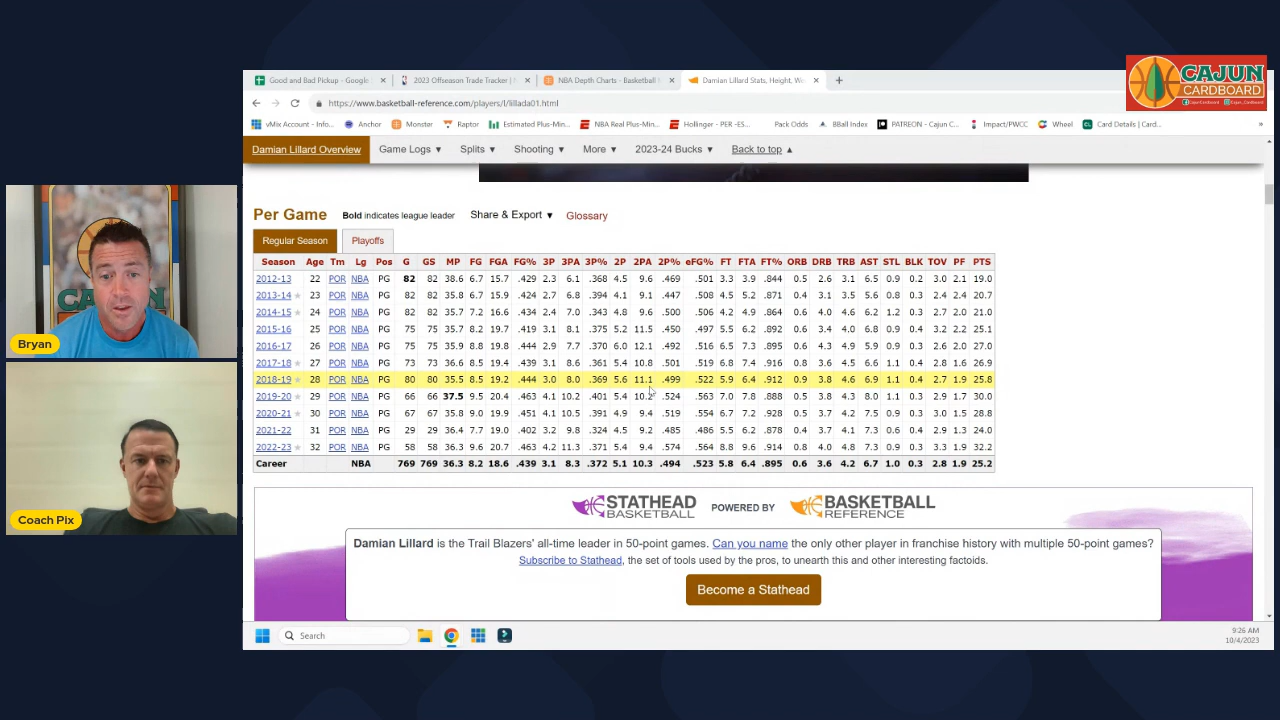 CAJUN
CARDBOARD
CajunCardboard Cajun_Cardboard
Good and Bad Pickup - Google 2023 Offseason Trade Tracker | N NBA Depth Charts - Basketball M Damian Lillard Stats, Height, We
https://www.basketball-reference.com/players/l/lillada01.html
vMix Account - Info... Anchor Monster Raptor Estimated Plus-Min... NBA Real Plus-Min... Hollinger - PER -ES... Pack Odds BBall Index PATREON - Cajun C... Impact/PWCC Wheel Card Details | Card...
Damian Lillard Overview Game Logs ▼ Splits ▼ Shooting ▼ More ▼ 2023-24 Bucks ▼ Back to top ▲
Per Game Bold indicates league leader Share & Export ▼ Glossary
Regular Season Playoffs
Season Age Tm Lg Pos G GS MP FG FGA FG% 3P 3PA 3P% 2P 2PA 2P% eFG% FT FTA FT% ORB DRB TRB AST STL BLK TOV PF PTS
2012-13 22 POR NBA PG 82 82 38.6 6.7 15.7 .429 2.3 6.1 .368 4.5 9.6 .469 .501 3.3 3.9 .844 0.5 2.6 3.1 6.5 0.9 0.2 3.0 2.1 19.0
2013-14 ★ 23 POR NBA PG 82 82 35.8 6.7 15.9 .424 2.7 6.8 .394 4.1 9.1 .447 .508 4.5 5.2 .871 0.4 3.1 3.5 5.6 0.8 0.3 2.4 2.4 20.7
2014-15 ★ 24 POR NBA PG 82 82 35.7 7.2 16.6 .434 2.4 7.0 .343 4.8 9.6 .500 .506 4.2 4.9 .864 0.6 4.0 4.6 6.2 1.2 0.3 2.7 2.0 21.0
2015-16 25 POR NBA PG 75 75 35.7 8.2 19.7 .419 3.1 8.1 .375 5.2 11.5 .450 .497 5.5 6.2 .892 0.6 3.4 4.0 6.8 0.9 0.4 3.2 2.2 25.1
2016-17 26 POR NBA PG 75 75 35.9 8.8 19.8 .444 2.9 7.7 .370 6.0 12.1 .492 .516 6.5 7.3 .895 0.6 4.3 4.9 5.9 0.9 0.3 2.6 2.0 27.0
2017-18 ★ 27 POR NBA PG 73 73 36.6 8.5 19.4 .439 3.1 8.6 .361 5.4 10.8 .501 .519 6.8 7.4 .916 0.8 3.6 4.5 6.6 1.1 0.4 2.8 1.6 26.9
2018-19 ★ 28 POR NBA PG 80 80 35.5 8.5 19.2 .444 3.0 8.0 .369 5.6 11.1 .499 .522 5.9 6.4 .912 0.9 3.8 4.6 6.9 1.1 0.4 2.7 1.9 25.8
2019-20 ★ 29 POR NBA PG 66 66 37.5 9.5 20.4 .463 4.1 10.2 .401 5.4 10.2 .524 .563 7.0 7.8 .888 0.5 3.8 4.3 8.0 1.1 0.3 2.9 1.7 30.0
2020-21 ★ 30 POR NBA PG 67 67 35.8 9.0 19.9 .451 4.1 10.5 .391 4.9 9.4 .519 .554 6.7 7.2 .928 0.5 3.7 4.2 7.5 0.9 0.3 3.0 1.5 28.8
2021-22 31 POR NBA PG 29 29 36.4 7.7 19.0 .402 3.2 9.8 .324 4.5 9.2 .485 .486 5.5 6.2 .878 0.4 3.7 4.1 7.3 0.6 0.4 2.9 1.3 24.0
2022-23 ★ 32 POR NBA PG 58 58 36.3 9.6 20.7 .463 4.2 11.3 .371 5.4 9.4 .574 .564 8.8 9.6 .914 0.8 4.0 4.8 7.3 0.9 0.3 3.3 1.9 32.2
Career NBA 769 769 36.3 8.2 18.6 .439 3.1 8.3 .372 5.1 10.3 .494 .523 5.8 6.4 .895 0.6 3.6 4.2 6.7 1.0 0.3 2.8 1.9 25.2
STATHEAD BASKETBALL POWERED BY BASKETBALL REFERENCE
Damian Lillard is the Trail Blazers' all-time leader in 50-point games. Can you name the only other player in franchise history with multiple 50-point games?
Subscribe to Stathead, the set of tools used by the pros, to unearth this and other interesting factoids.
Become a Stathead
Search
9:26 AM
10/4/2023
Bryan
Coach Pix